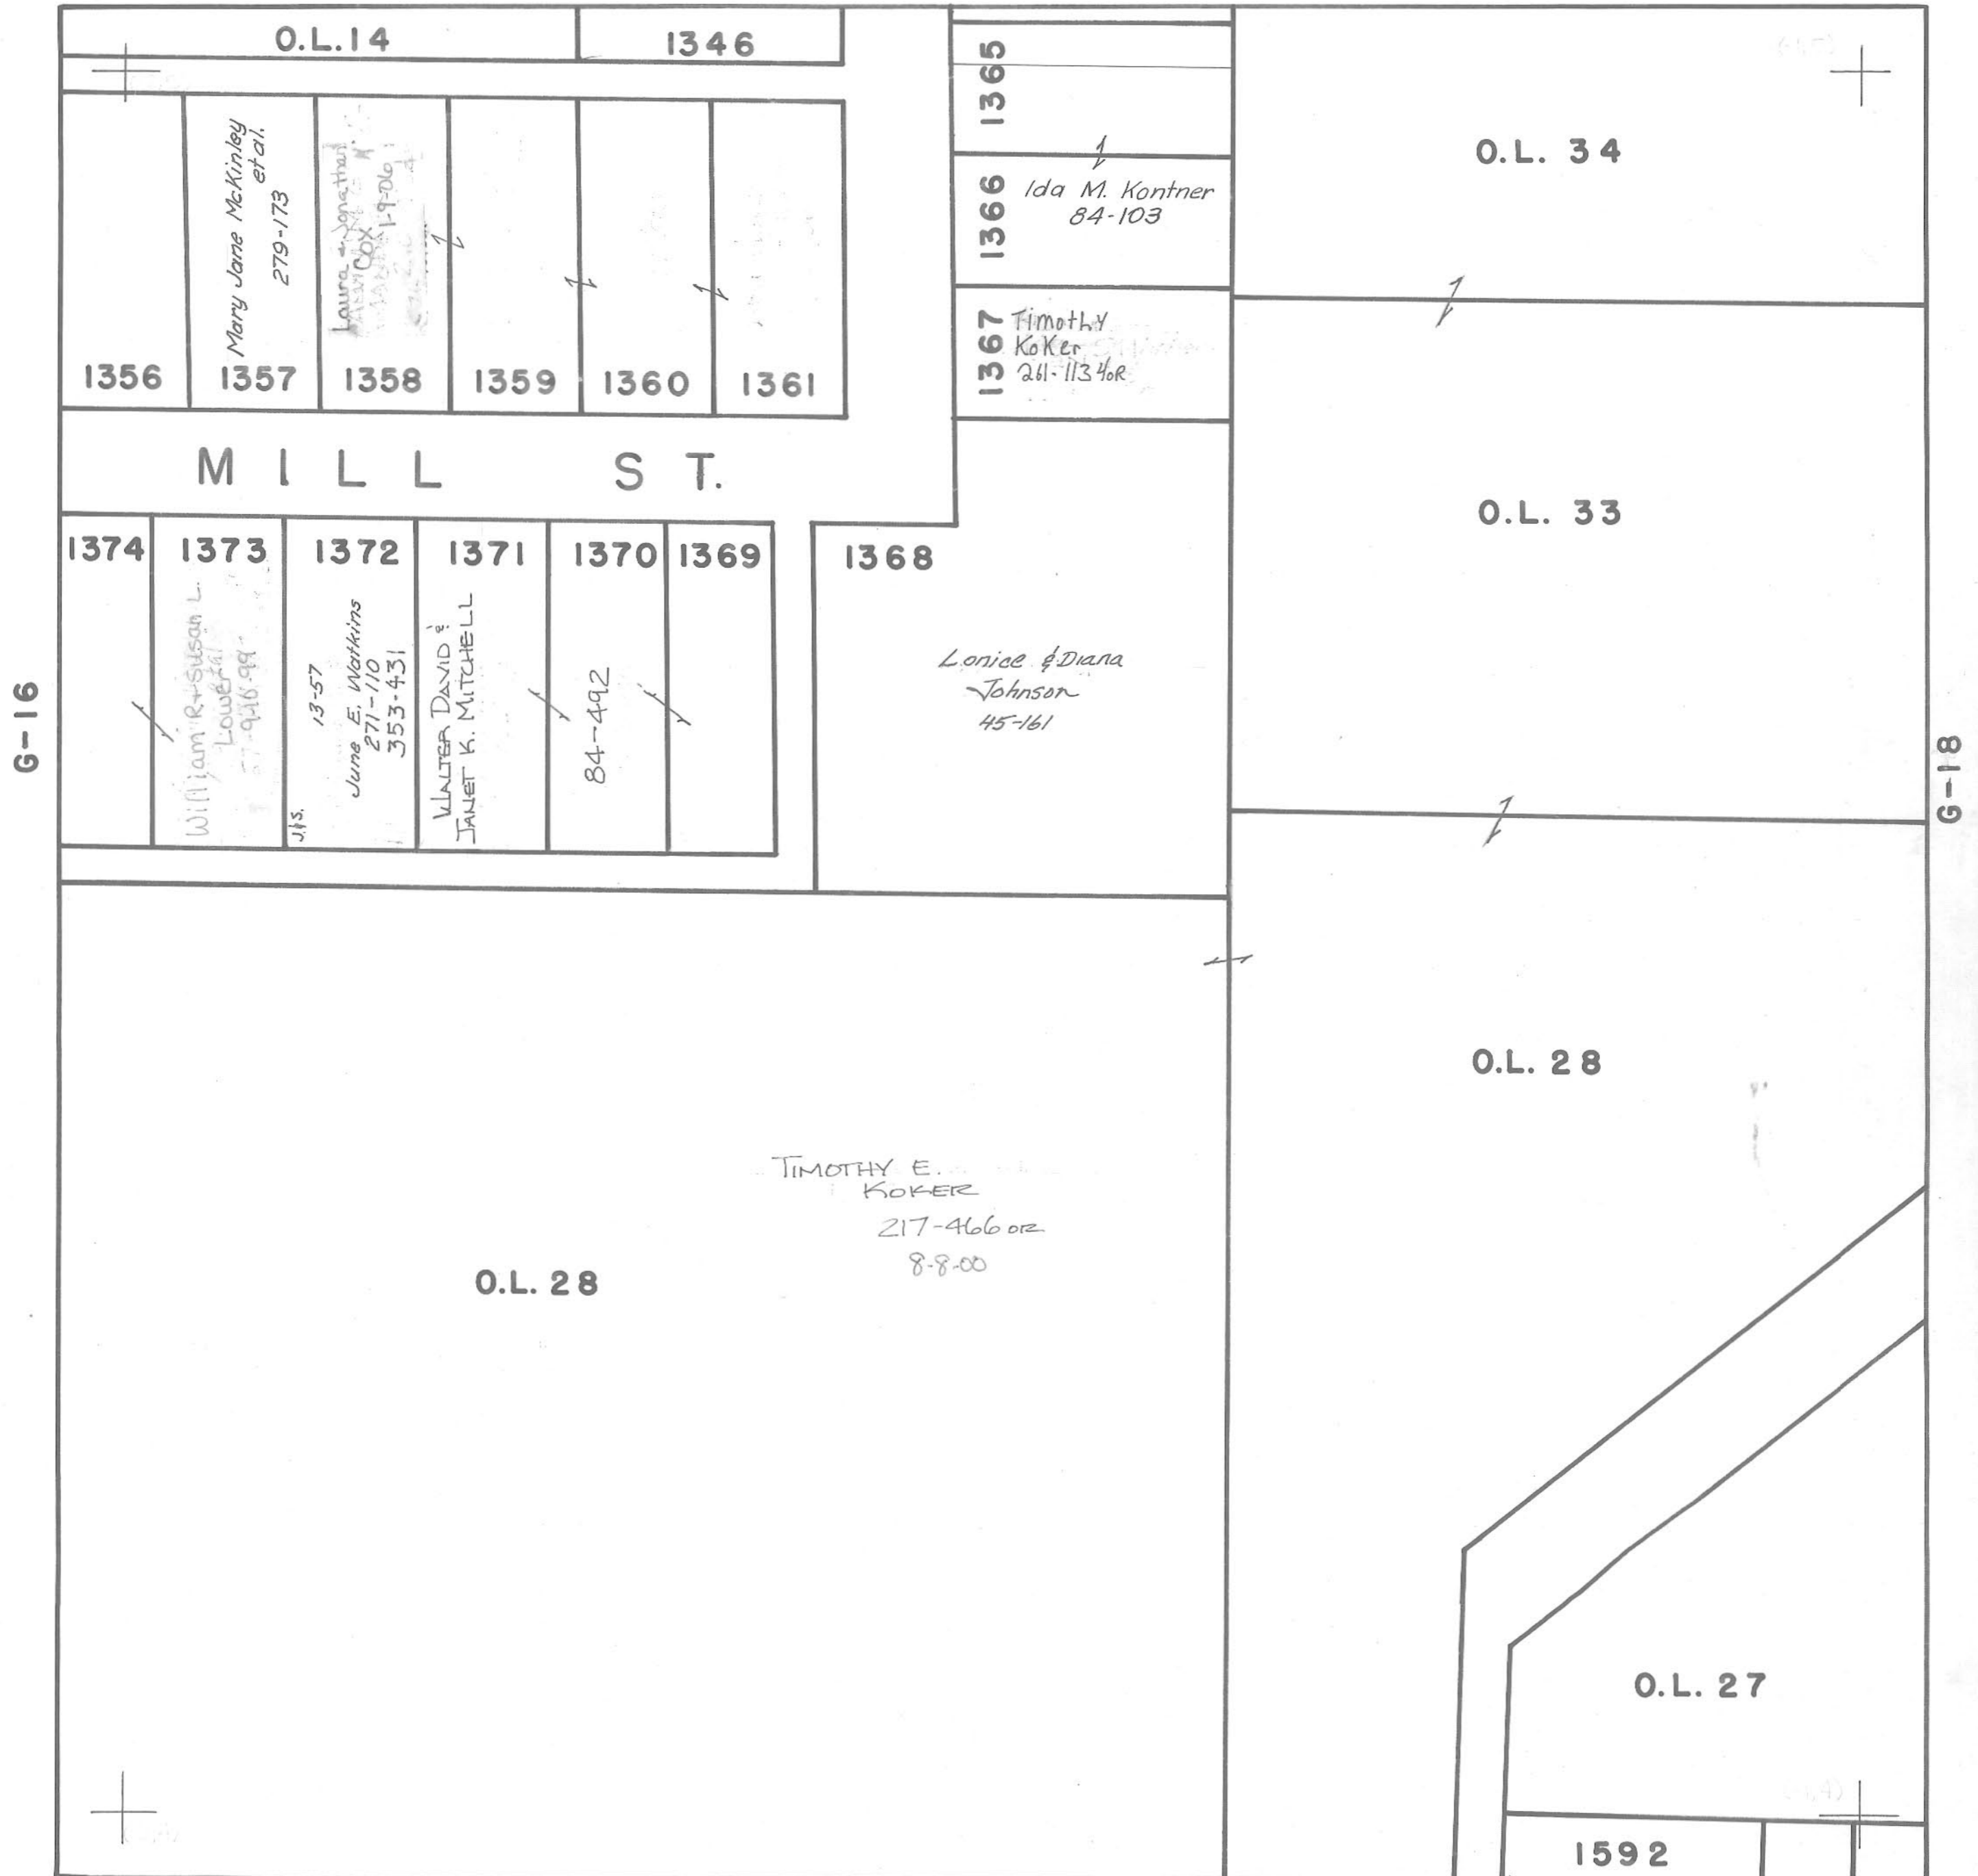 O.L.14
1346
1365
O.L. 34
Mary Jane McKinley
et al.
279-173
Laura & Jonathan
Cox
1-9-06
1366
Ida M. Kontner
84-103
1367
Timothy
Koker
261-1134 OR
1356
1357
1358
1359
1360
1361
MILL ST.
O.L. 33
1374
1373
1372
1371
1370
1369
1368
William R + Susan L.
Lowe
13-57
June E. Watkins
271-110
353-431
WALTER DAVID &
JANET K. MITCHELL
84-492
Lonice & Diana
Johnson
45-161
G-16
G-18
O.L. 28
TIMOTHY E.
KOKER
217-466 OR
8-8-00
O.L. 28
O.L. 27
1592